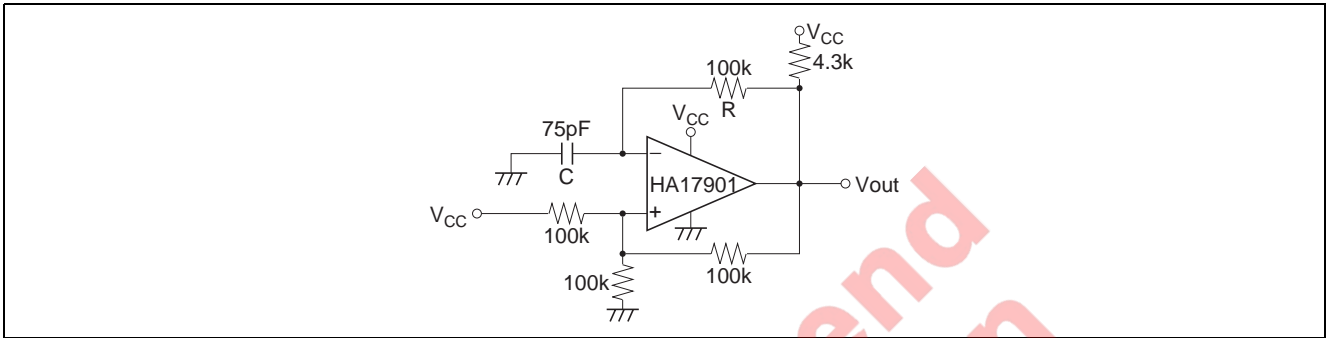 VCC
4.3k
100k
R
VCC
75pF
C
HA17901
−
+
Vout
VCC
100k
100k
100k
end